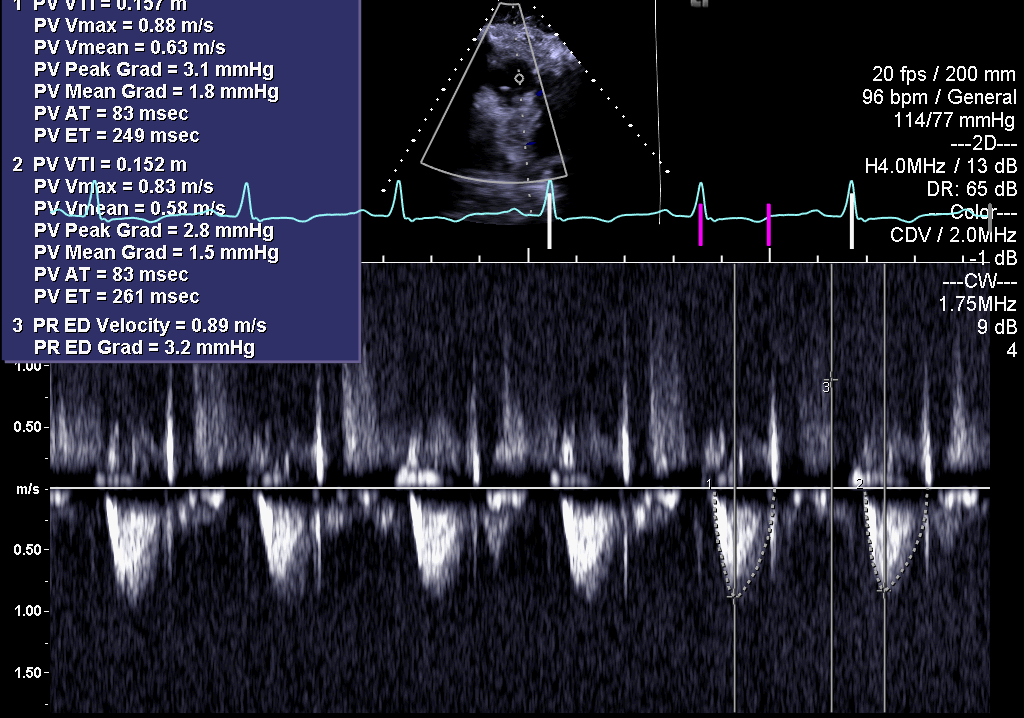 1 PV VTI = 0.157 m
PV Vmax = 0.88 m/s
PV Vmean = 0.63 m/s
PV Peak Grad = 3.1 mmHg
PV Mean Grad = 1.8 mmHg
PV AT = 83 msec
PV ET = 249 msec
2 PV VTI = 0.152 m
PV Vmax = 0.83 m/s
PV Vmean = 0.58 m/s
PV Peak Grad = 2.8 mmHg
PV Mean Grad = 1.5 mmHg
PV AT = 83 msec
PV ET = 261 msec
3 PR ED Velocity = 0.89 m/s
PR ED Grad = 3.2 mmHg
20 fps / 200 mm
96 bpm / General
114/77 mmHg
---2D---
H4.0MHz / 13 dB
DR: 65 dB
---Color---
CDV / 2.0MHz
-1 dB
---CW---
1.75MHz
9 dB
4
1.00
3
0.50
1
2
m/s
0.50
1.00
1.50